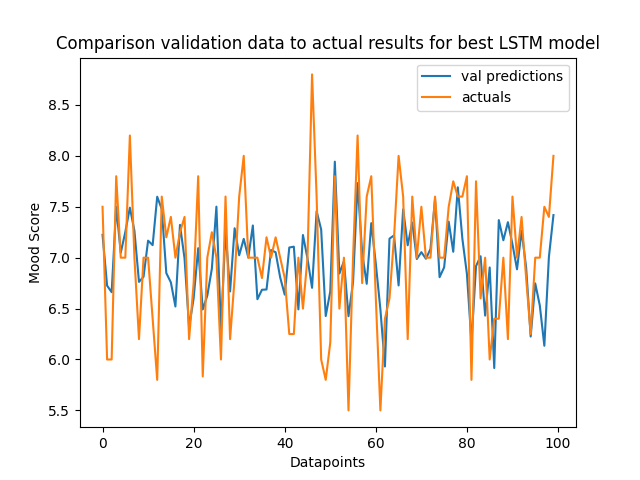 Comparison validation data to actual results for best LSTM model
val predictions
actuals
Mood Score
8.5
8.0
7.5
7.0
6.5
6.0
5.5
0 20 40 60 80 100
Datapoints